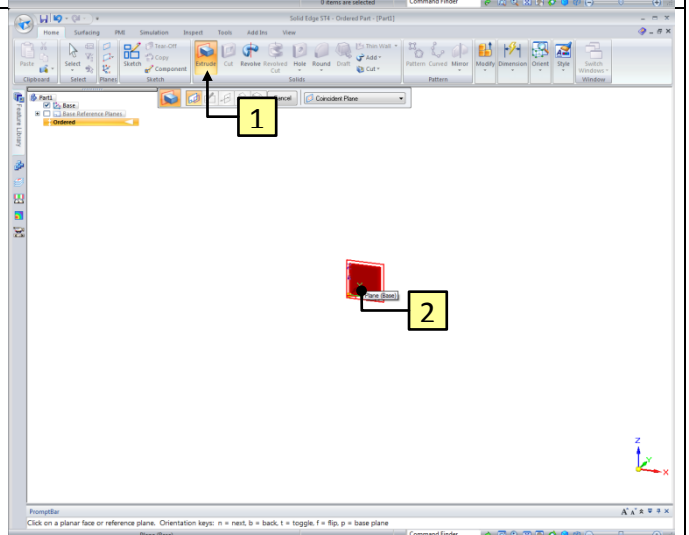 0 items are selected Command Finder
Solid Edge ST4 - Ordered Part - [Part1]
Home Surfacing PMI Simulation Inspect Tools Add Ins View
Paste Select Sketch Tear-Off Copy Component Extrude Cut Revolve Revolved Cut Hole Round Draft Thin Wall Add Cut Pattern Curved Mirror Modify Dimension Orient Style Switch Windows
Clipboard Select Planes Sketch Solids Pattern Window
Part1 Cancel Coincident Plane
Base
Base Reference Planes
Ordered
Feature Library
1
Plane (Base)
2
Z
Y
X
PromptBar
Click on a planar face or reference plane. Orientation keys: n = next, b = back, t = toggle, f = flip, p = base plane
Plane (Base) Command Finder